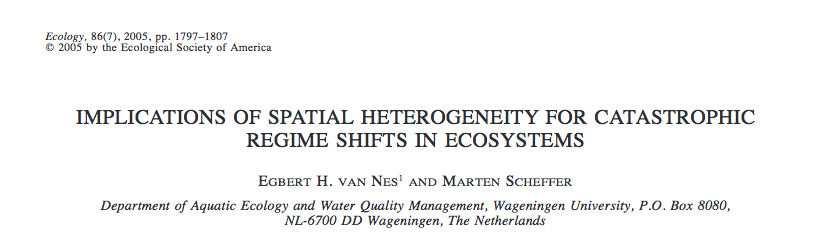 Ecology, 86(7), 2005, pp. 1797–1807
© 2005 by the Ecological Society of America
IMPLICATIONS OF SPATIAL HETEROGENEITY FOR CATASTROPHIC
REGIME SHIFTS IN ECOSYSTEMS
EGBERT H. VAN NES¹ AND MARTEN SCHEFFER
Department of Aquatic Ecology and Water Quality Management, Wageningen University, P.O. Box 8080,
NL-6700 DD Wageningen, The Netherlands